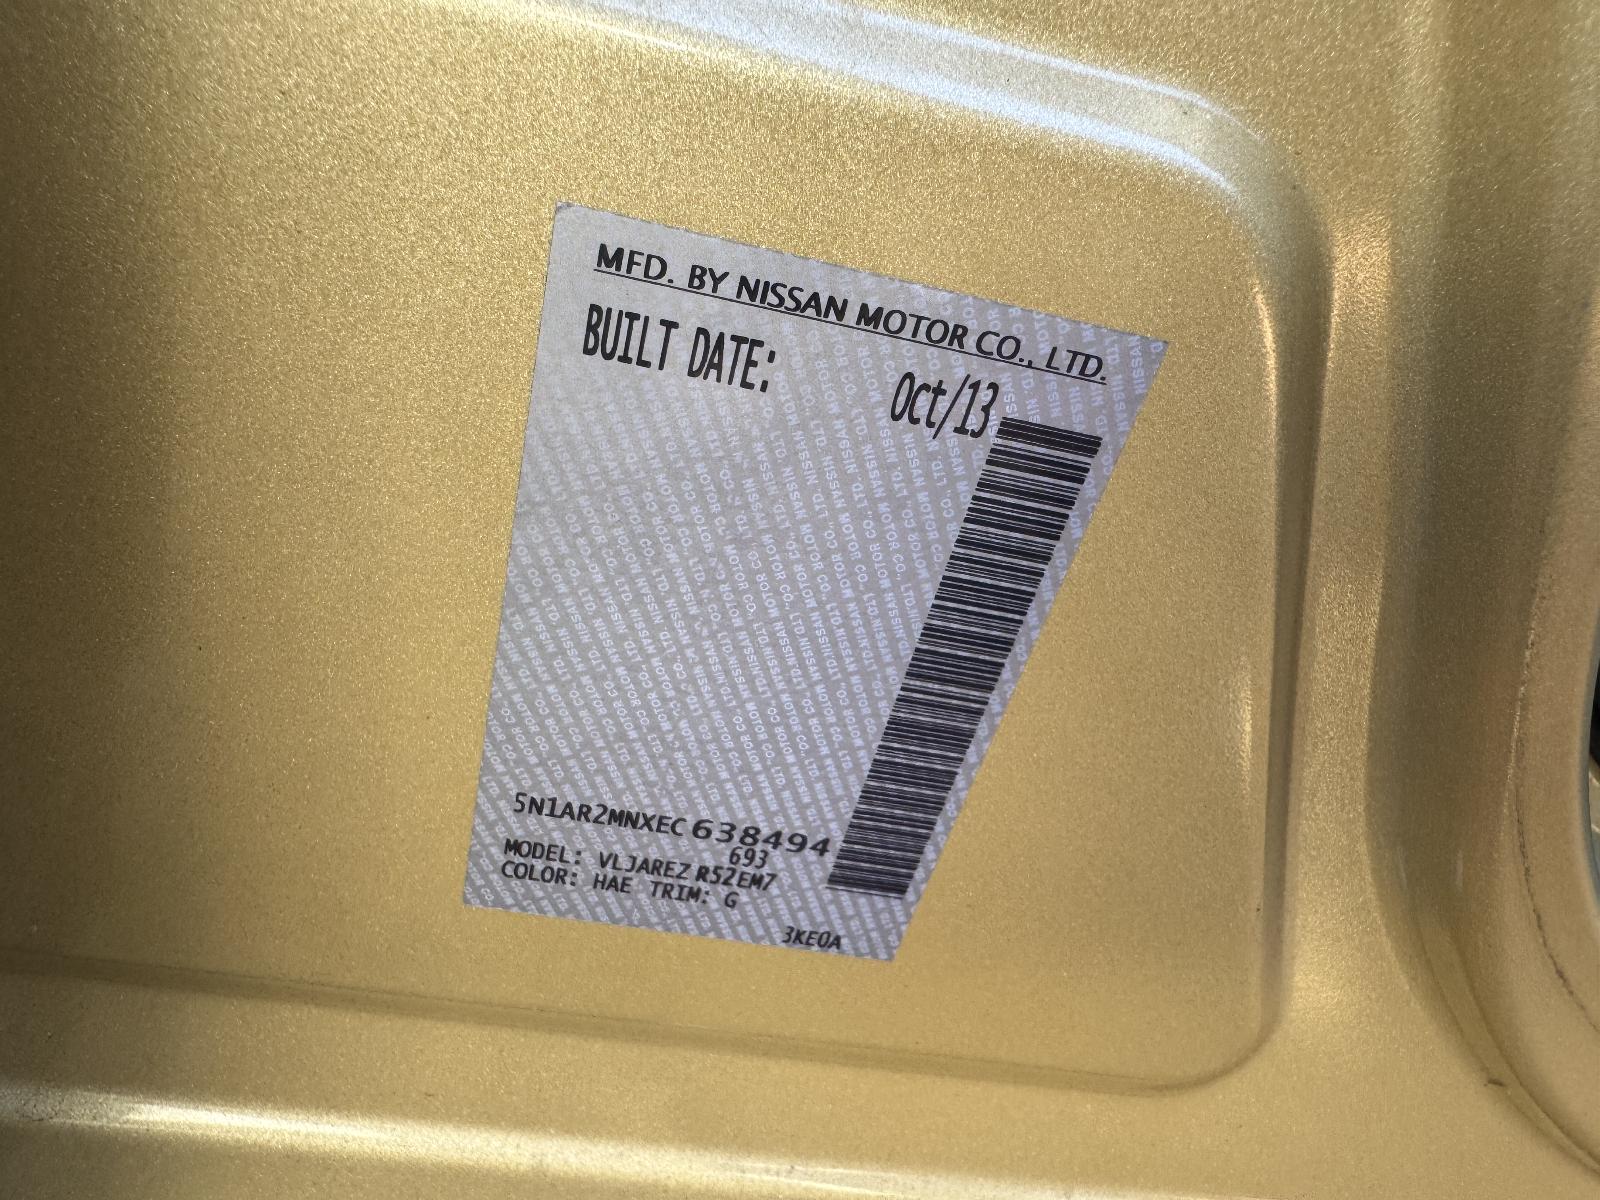 MFD. BY NISSAN MOTOR CO., LTD.
BUILT DATE: Oct/13
5N1AR2MNXEC638494
693
MODEL: VLJAREZ R52EM7
COLOR: HAE TRIM: G
3KE0A